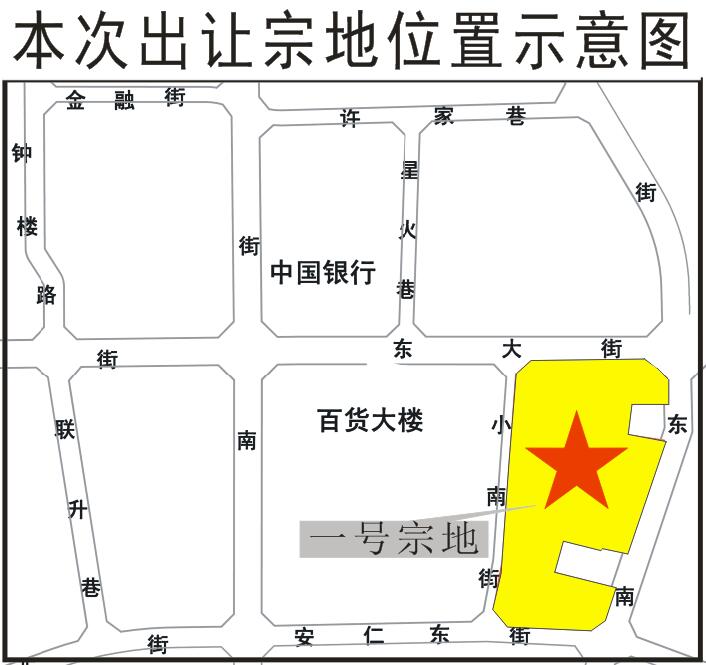 本次出让宗地位置示意图
金融街
许家巷
钟楼路
星火巷
街
街
中国银行
东大街
街
百货大楼
小南街
东
联升巷
南
一号宗地
南
安仁东街
街